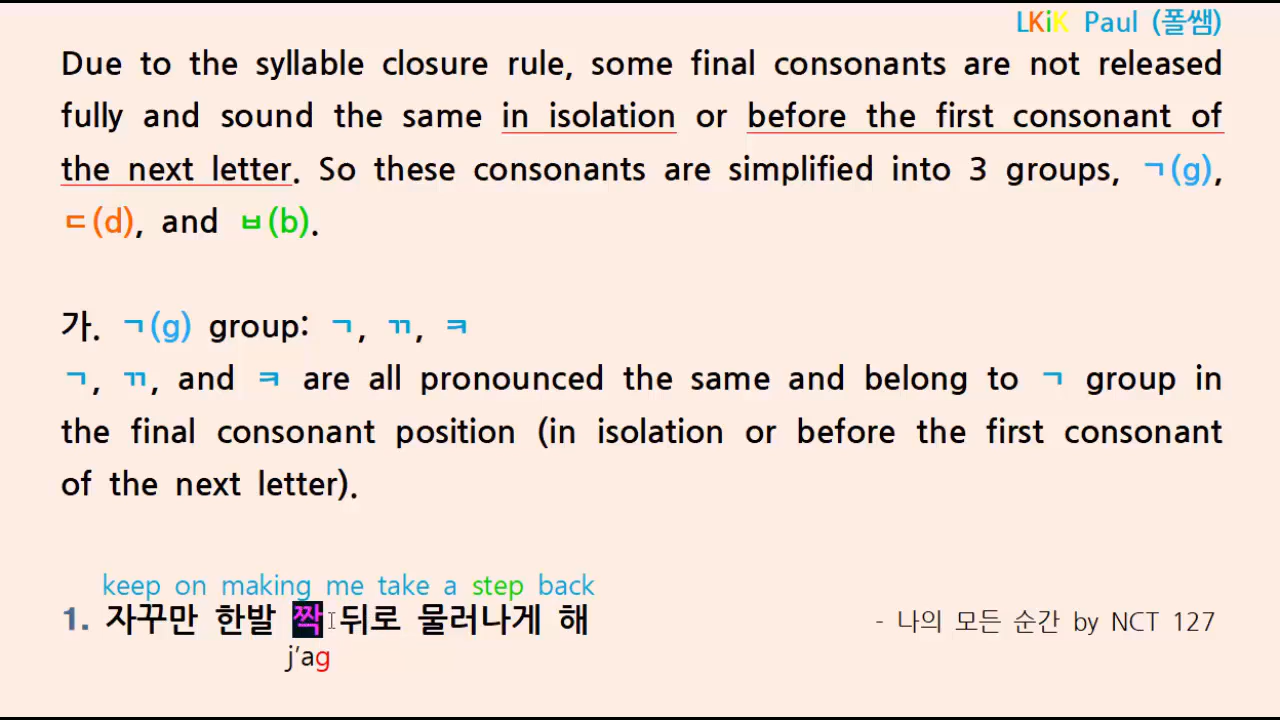 LKiK Paul (폴쌤)
Due to the syllable closure rule, some final consonants are not released
fully and sound the same in isolation or before the first consonant of
the next letter. So these consonants are simplified into 3 groups, ㄱ(g),
ㄷ(d), and ㅂ(b).
가. ㄱ(g) group: ㄱ, ㄲ, ㅋ
ㄱ, ㄲ, and ㅋ are all pronounced the same and belong to ㄱ group in
the final consonant position (in isolation or before the first consonant
of the next letter).
keep on making me take a step back
1. 자꾸만 한발 짝 뒤로 물러나게 해 - 나의 모든 순간 by NCT 127
j'ag